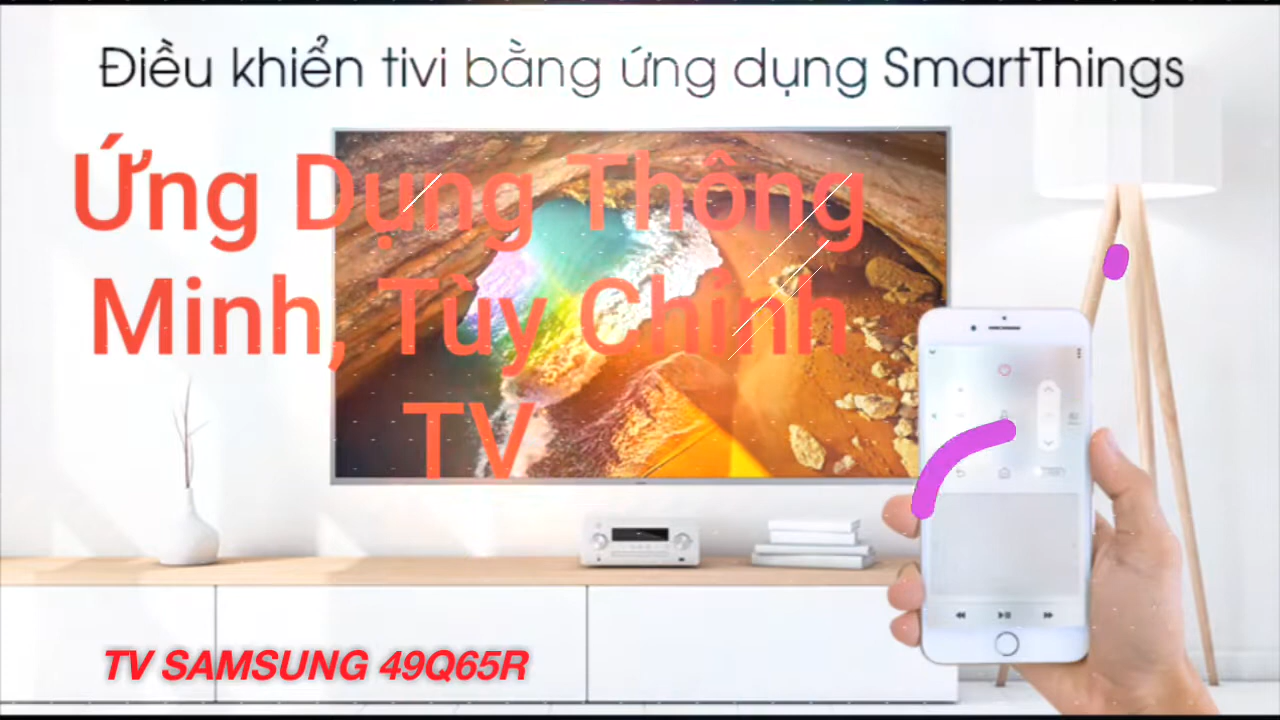 Điều khiển tivi bằng ứng dụng SmartThings
Ứng Dụng Thông
Minh, Tùy Chỉnh
TV
TV SAMSUNG 49Q65R